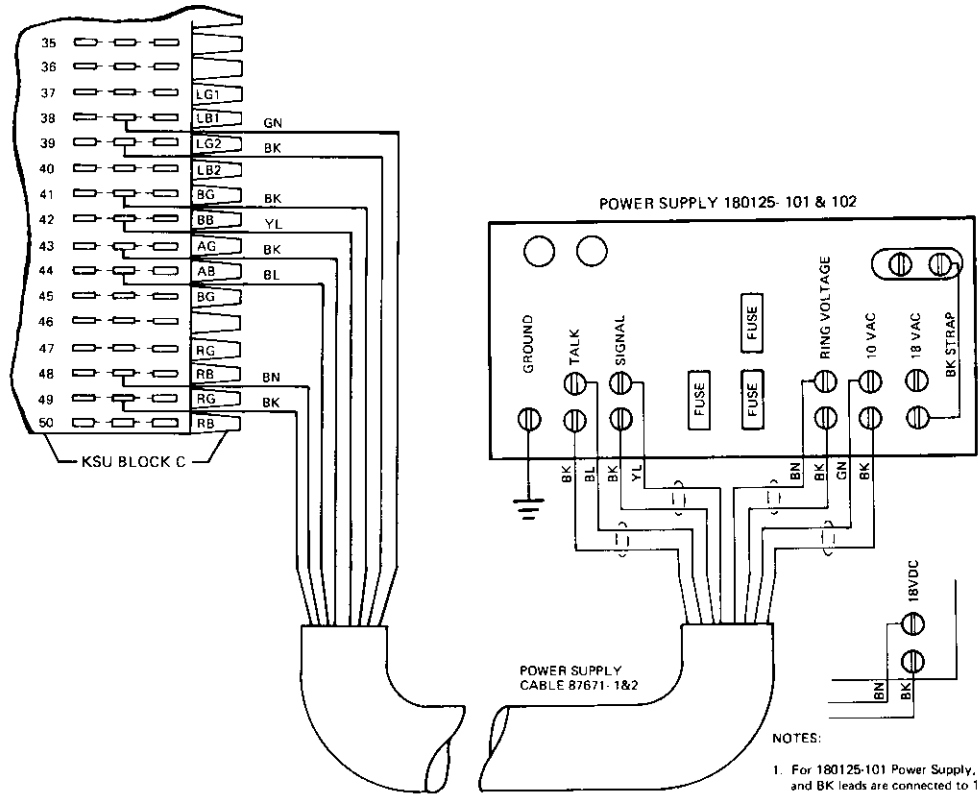 35
36
37 LG1
38 LB1 GN
39 LG2 BK
40 LB2
41 BG BK
42 BB YL
43 AG BK
44 AB BL
45 BG
46
47 RG
48 RB BN
49 RG BK
50 RB
KSU BLOCK C
POWER SUPPLY 180125-101 & 102
GROUND
TALK
SIGNAL
FUSE
FUSE
FUSE
RING VOLTAGE
10 VAC
18 VAC
BK STRAP
BK
BL
BK
YL
BN
BK
GN
BK
POWER SUPPLY
CABLE 87671-1&2
18VDC
BN
BK
NOTES:
1. For 180125-101 Power Supply,
and BK leads are connected to 1